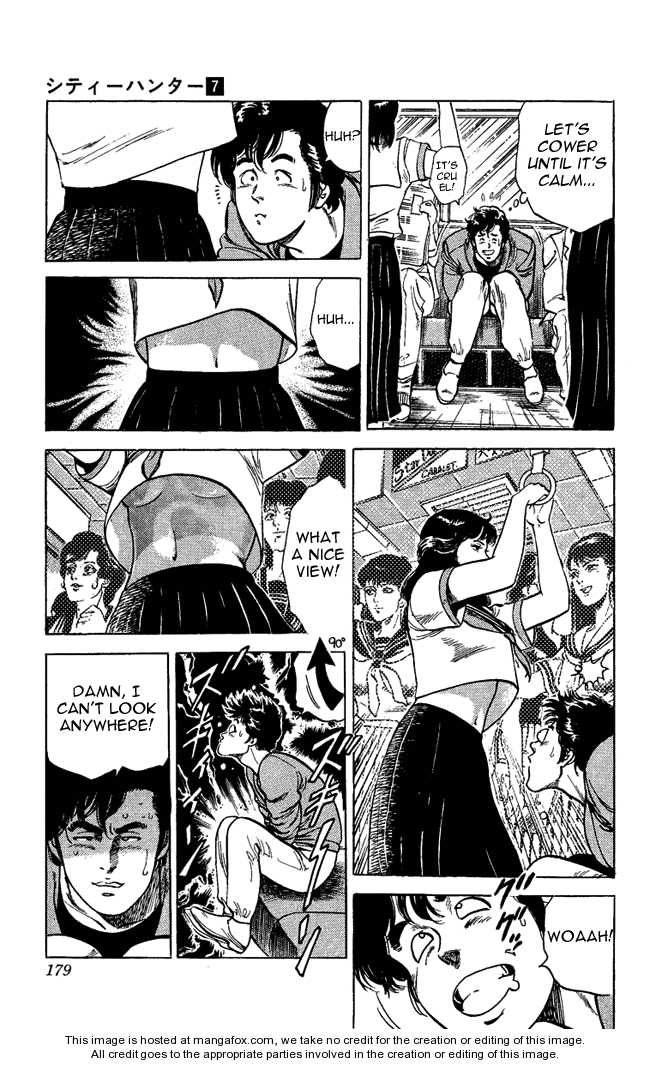 シティーハンター7
LET'S
COWER
UNTIL IT'S
CALM...
IT'S
CRU
EL!
HUH?
HUH...
WHAT
A NICE
VIEW!
90°
DAMN, I
CAN'T LOOK
ANYWHERE!
WOAAH!
179
This image is hosted at mangafox.com, we take no credit for the creation or editing of this image.
All credit goes to the appropriate parties involved in the creation or editing of this image.